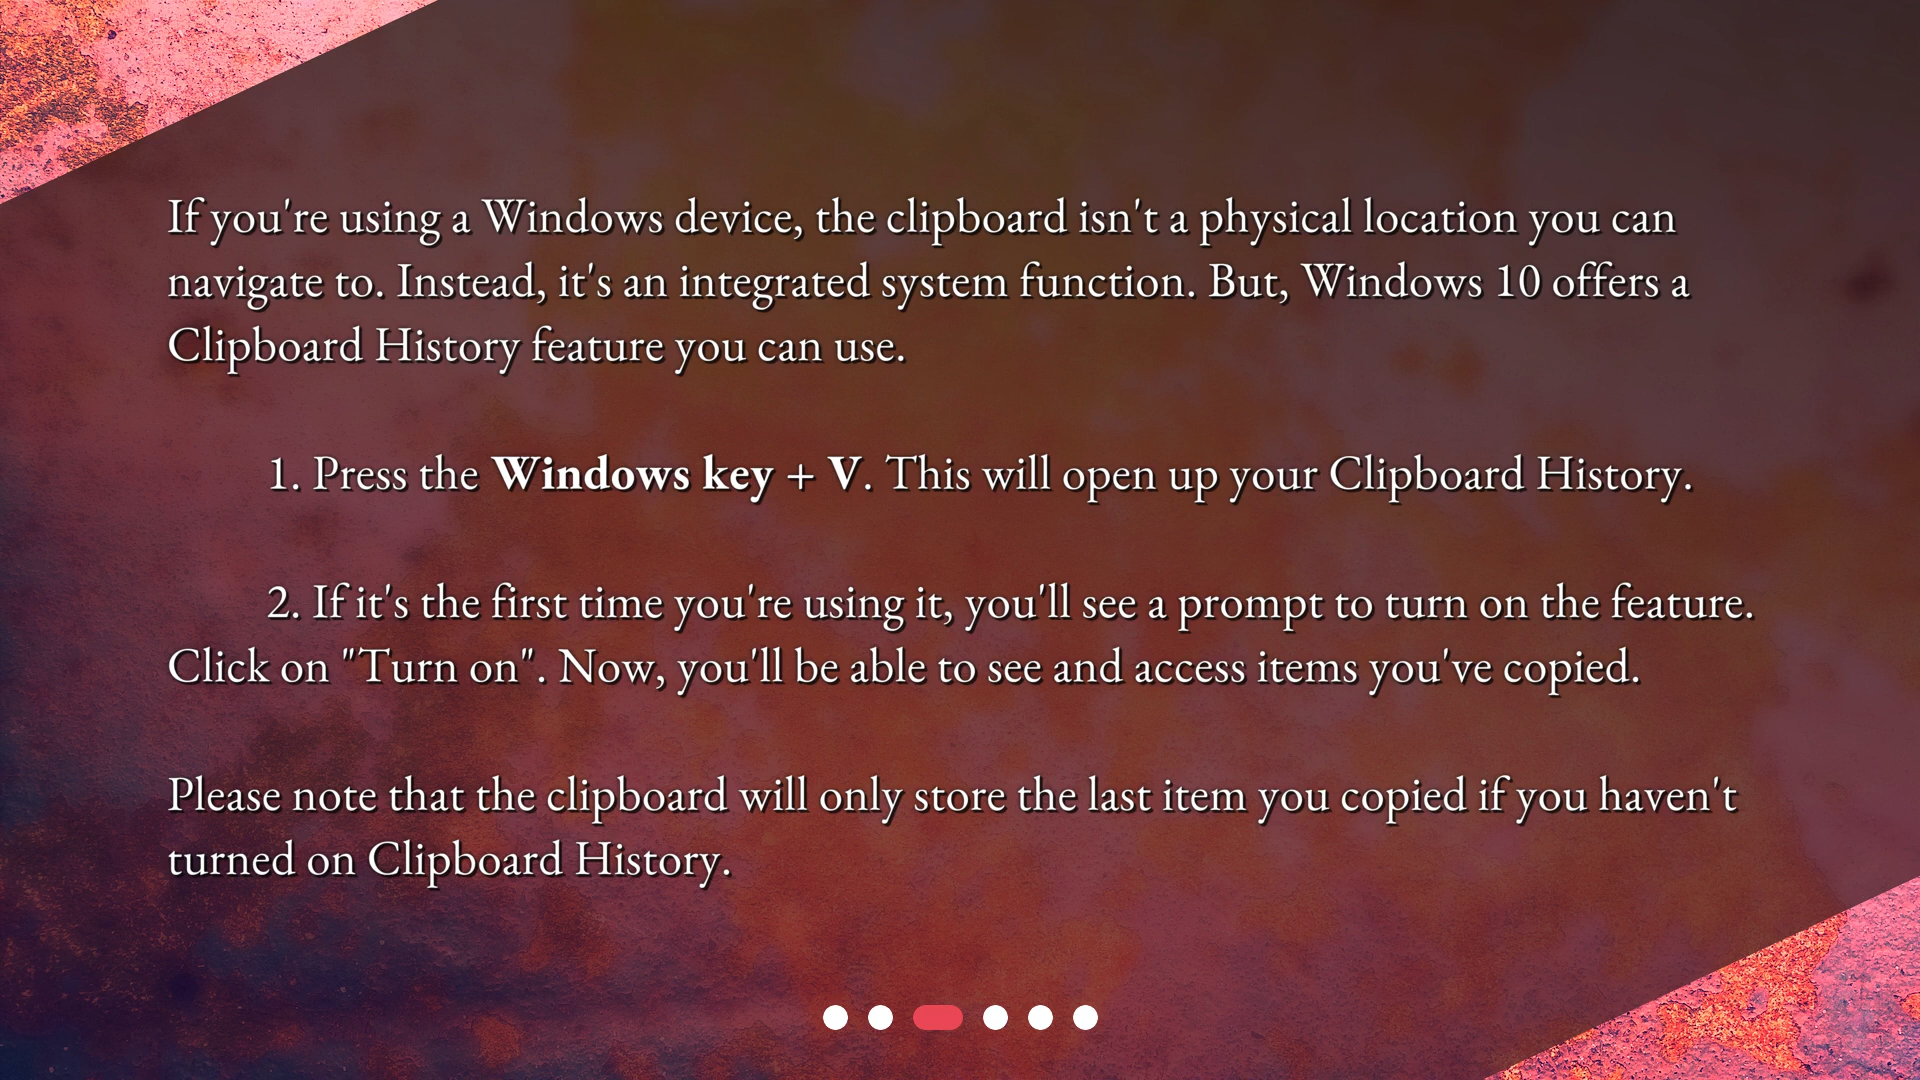 If you're using a Windows device, the clipboard isn't a physical location you can
navigate to. Instead, it's an integrated system function. But, Windows 10 offers a
Clipboard History feature you can use.
1. Press the Windows key + V. This will open up your Clipboard History.
2. If it's the first time you're using it, you'll see a prompt to turn on the feature.
Click on "Turn on". Now, you'll be able to see and access items you've copied.
Please note that the clipboard will only store the last item you copied if you haven't
turned on Clipboard History.